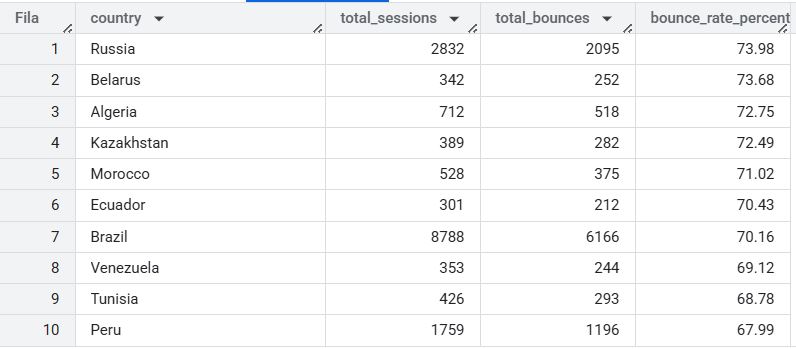 Fila country total_sessions total_bounces bounce_rate_percent
1 Russia 2832 2095 73.98
2 Belarus 342 252 73.68
3 Algeria 712 518 72.75
4 Kazakhstan 389 282 72.49
5 Morocco 528 375 71.02
6 Ecuador 301 212 70.43
7 Brazil 8788 6166 70.16
8 Venezuela 353 244 69.12
9 Tunisia 426 293 68.78
10 Peru 1759 1196 67.99